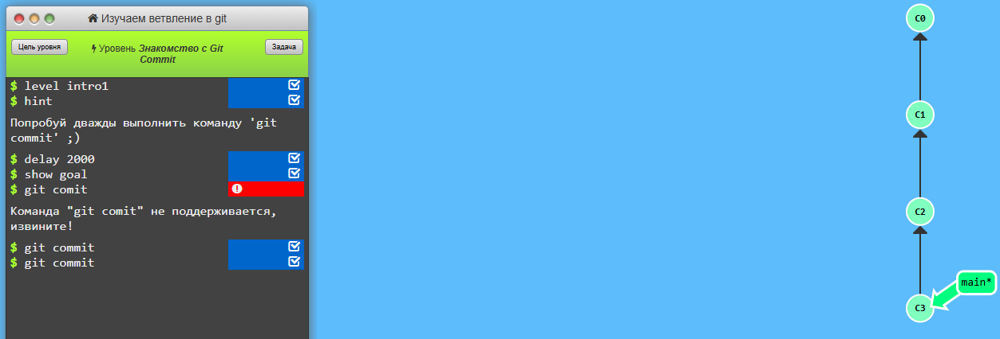 Изучаем ветвление в git
Цель уровня
Уровень Знакомство с Git
Commit
Задача
$ level intro1
$ hint
Попробуй дважды выполнить команду 'git
commit' ;)
$ delay 2000
$ show goal
$ git comit
Команда "git comit" не поддерживается,
извините!
$ git commit
$ git commit
C0
C1
C2
main*
C3